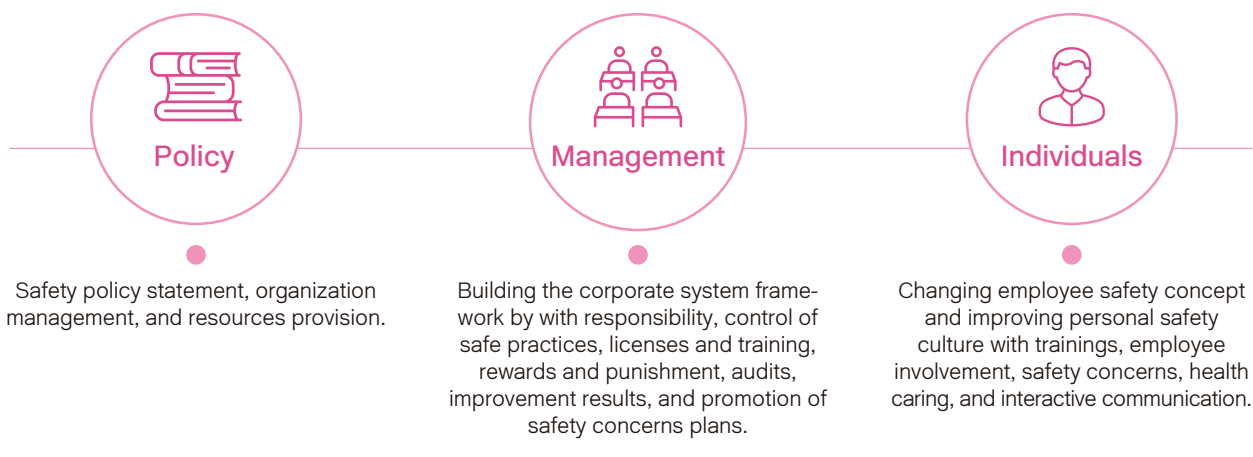 Policy
Safety policy statement, organization
management, and resources provision.
Management
Building the corporate system frame-
work by with responsibility, control of
safe practices, licenses and training,
rewards and punishment, audits,
improvement results, and promotion of
safety concerns plans.
Individuals
Changing employee safety concept
and improving personal safety
culture with trainings, employee
involvement, safety concerns, health
caring, and interactive communication.